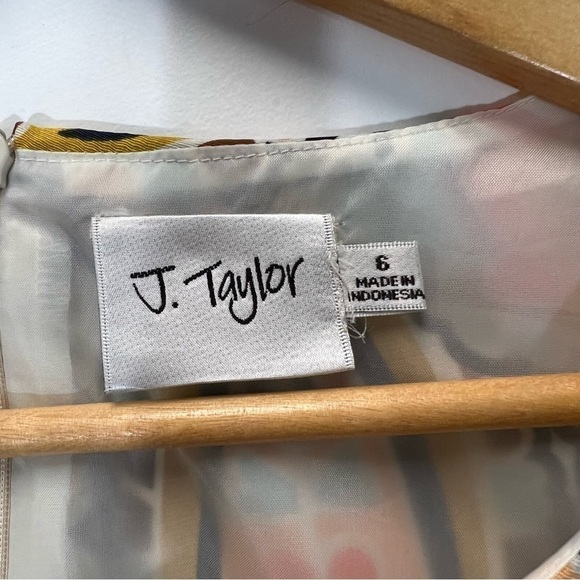 J. Taylor
6
MADE IN
INDONESIA